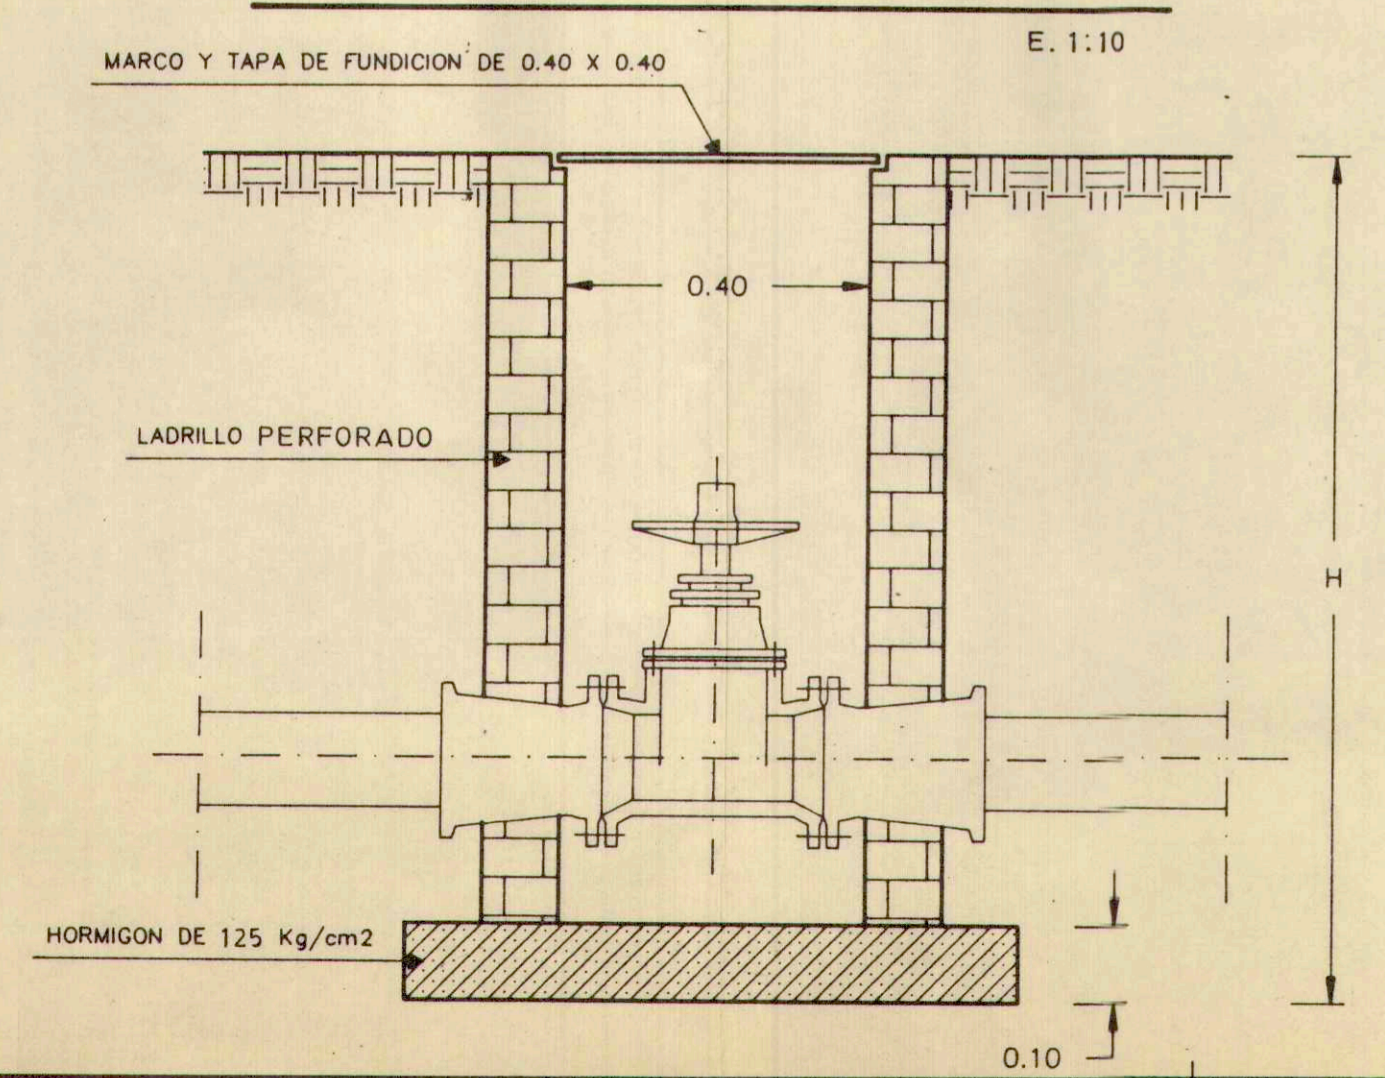 E. 1:10
MARCO Y TAPA DE FUNDICION DE 0.40 X 0.40
0.40
LADRILLO PERFORADO
H
HORMIGON DE 125 Kg/cm2
0.10